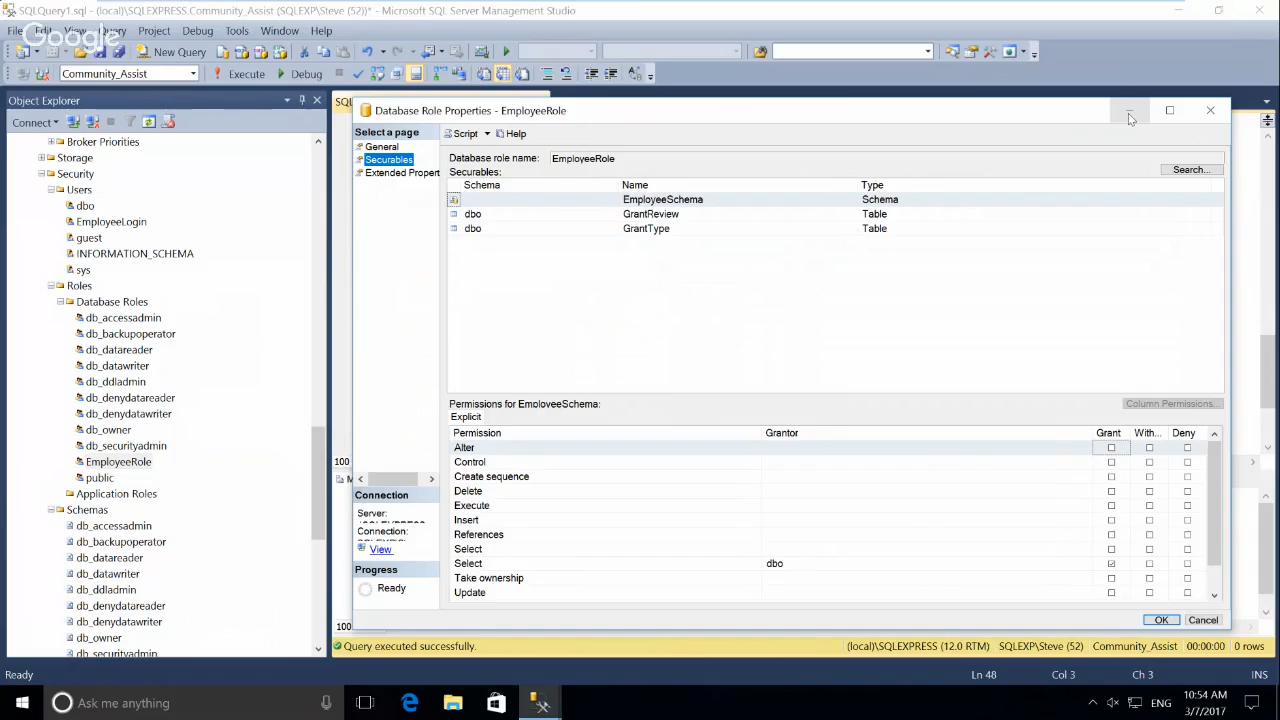 SQLQuery1.sql - (local)\SQLEXPRESS.Community_Assist (SQLEXP\Steve (52))* - Microsoft SQL Server Management Studio
File Edit View Query Project Debug Tools Window Help
Google
New Query
Community_Assist Execute Debug
Object Explorer
Connect
Broker Priorities
Storage
Security
Users
dbo
EmployeeLogin
guest
INFORMATION_SCHEMA
sys
Roles
Database Roles
db_accessadmin
db_backupoperator
db_datareader
db_datawriter
db_ddladmin
db_denydatareader
db_denydatawriter
db_owner
db_securityadmin
EmployeeRole
public
Application Roles
Schemas
db_accessadmin
db_backupoperator
db_datareader
db_datawriter
db_ddladmin
db_denydatareader
db_denydatawriter
db_owner
db_securityadmin
SQL
100
100
Database Role Properties - EmployeeRole
Select a page
General
Securables
Extended Propert
Script Help
Database role name: EmployeeRole
Securables:
Search...
Schema Name Type
EmployeeSchema Schema
dbo GrantReview Table
dbo GrantType Table
Permissions for EmployeeSchema:
Column Permissions...
Explicit
Permission Grantor Grant With... Deny
Alter
Control
Create sequence
Delete
Execute
Insert
References
Select
Select dbo
Take ownership
Update
Connection
Server:
Connection:
View
Progress
Ready
OK Cancel
Query executed successfully. (local)\SQLEXPRESS (12.0 RTM) SQLEXP\Steve (52) Community_Assist 00:00:00 0 rows
Ready Ln 48 Col 3 Ch 3 INS
Ask me anything
ENG
10:54 AM
3/7/2017